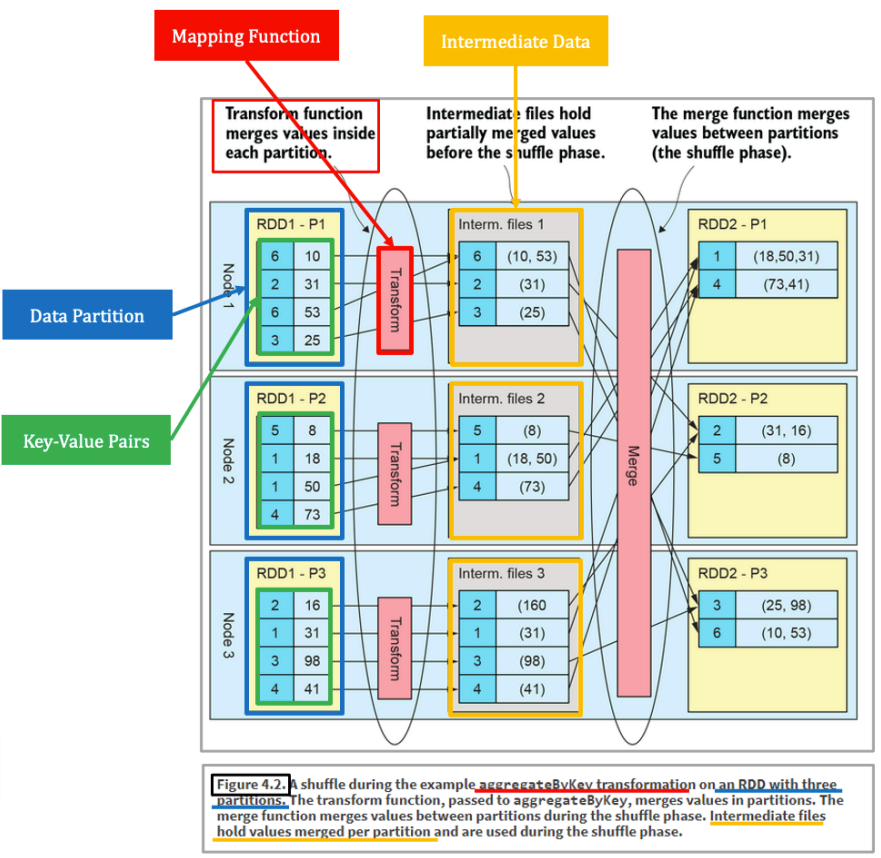 Mapping Function
Intermediate Data
Transform function
merges values inside
each partition.
Intermediate files hold
partially merged values
before the shuffle phase.
The merge function merges
values between partitions
(the shuffle phase).
Data Partition
Key-Value Pairs
Node 1
RDD1 - P1
6 10
2 31
6 53
3 25
Transform
Interm. files 1
6 (10, 53)
2 (31)
3 (25)
RDD2 - P1
1 (18,50,31)
4 (73,41)
Node 2
RDD1 - P2
5 8
1 18
1 50
4 73
Transform
Interm. files 2
5 (8)
1 (18, 50)
4 (73)
Merge
RDD2 - P2
2 (31, 16)
5 (8)
Node 3
RDD1 - P3
2 16
1 31
3 98
4 41
Transform
Interm. files 3
2 (160
1 (31)
3 (98)
4 (41)
RDD2 - P3
3 (25, 98)
6 (10, 53)
Figure 4.2. A shuffle during the example aggregateByKey transformation on an RDD with three
partitions. The transform function, passed to aggregateByKey, merges values in partitions. The
merge function merges values between partitions during the shuffle phase. Intermediate files
hold values merged per partition and are used during the shuffle phase.